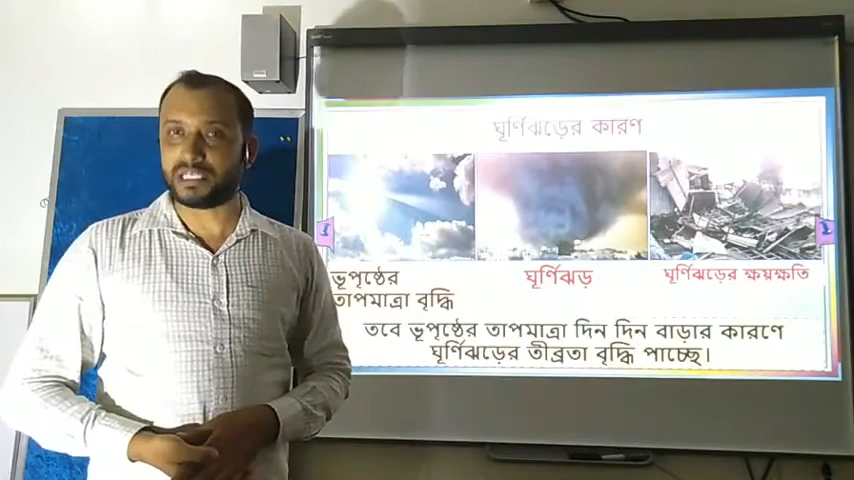 ঘূর্ণিঝড়ের কারণ
ভূপৃষ্ঠের
তাপমাত্রা বৃদ্ধি
ঘূর্ণিঝড়
ঘূর্ণিঝড়ের ক্ষয়ক্ষতি
তবে ভূপৃষ্ঠের তাপমাত্রা দিন দিন বাড়ার কারণে
ঘূর্ণিঝড়ের তীব্রতা বৃদ্ধি পাচ্ছে।